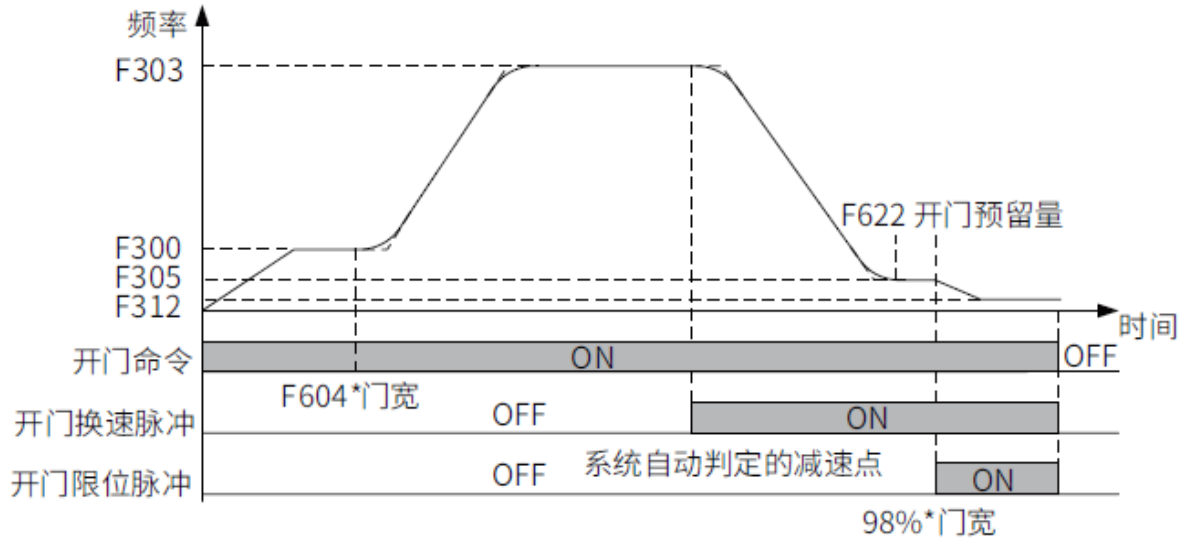 频率
F303
F622 开门预留量
F300
F305
F312
时间
开门命令
ON
OFF
F604*门宽
开门换速脉冲
OFF
ON
系统自动判定的减速点
开门限位脉冲
OFF
ON
98%*门宽